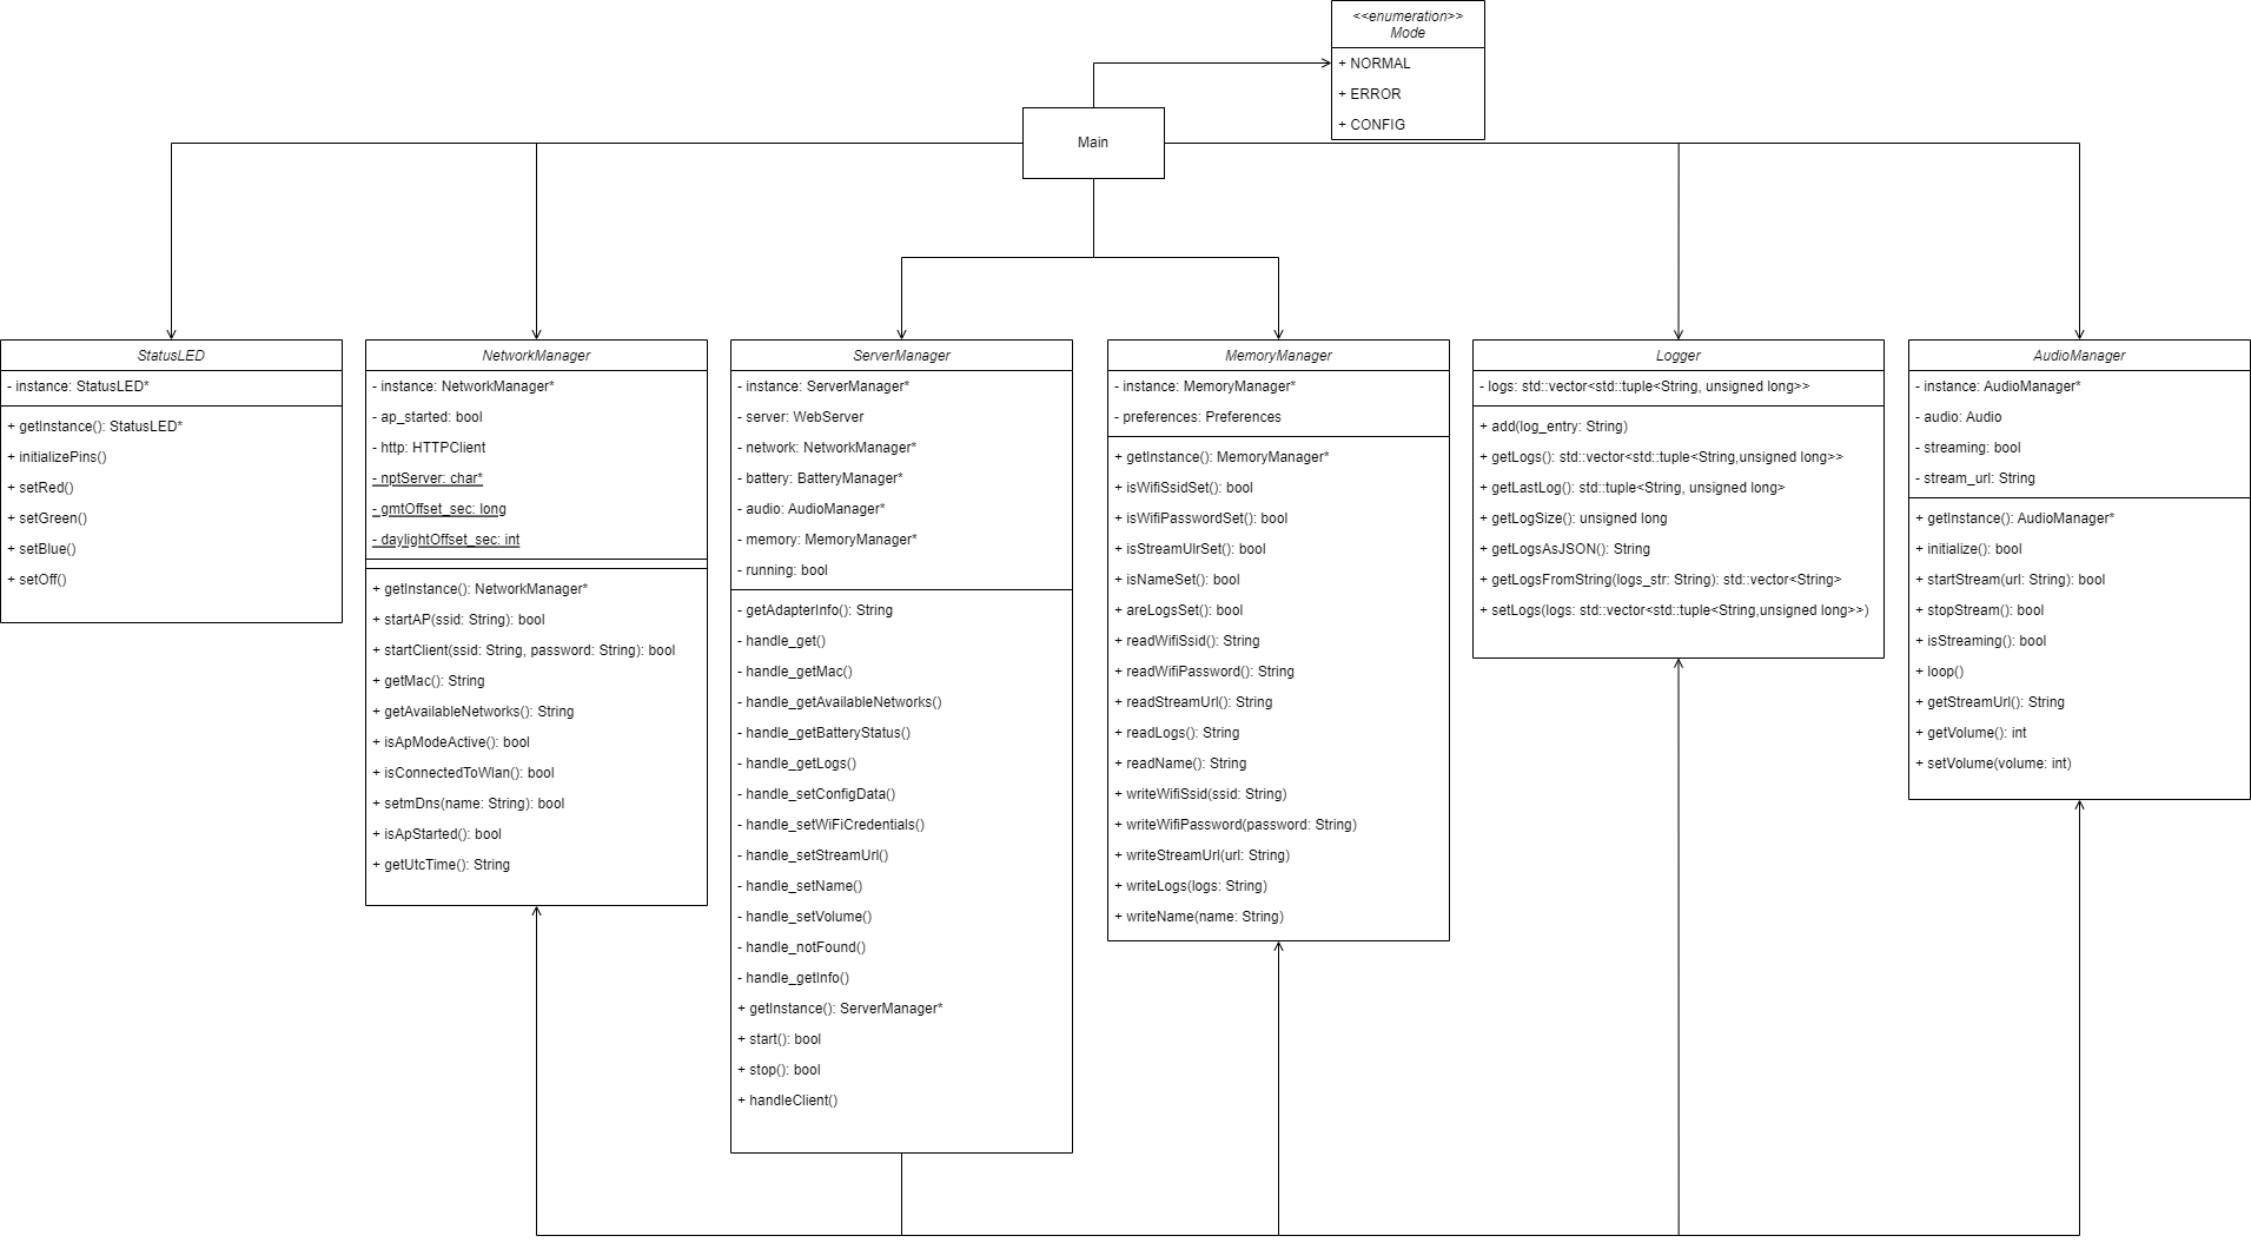 <<enumeration>>
Mode
+ NORMAL
+ ERROR
+ CONFIG
Main
StatusLED
- instance: StatusLED*
+ getInstance(): StatusLED*
+ initializePins()
+ setRed()
+ setGreen()
+ setBlue()
+ setOff()
NetworkManager
- instance: NetworkManager*
- ap_started: bool
- http: HTTPClient
- nptServer: char*
- gmtOffset_sec: long
- daylightOffset_sec: int
+ getInstance(): NetworkManager*
+ startAP(ssid: String): bool
+ startClient(ssid: String, password: String): bool
+ getMac(): String
+ getAvailableNetworks(): String
+ isApModeActive(): bool
+ isConnectedToWlan(): bool
+ setmDns(name: String): bool
+ isApStarted(): bool
+ getUtcTime(): String
ServerManager
- instance: ServerManager*
- server: WebServer
- network: NetworkManager*
- battery: BatteryManager*
- audio: AudioManager*
- memory: MemoryManager*
- running: bool
- getAdapterInfo(): String
- handle_get()
- handle_getMac()
- handle_getAvailableNetworks()
- handle_getBatteryStatus()
- handle_getLogs()
- handle_setConfigData()
- handle_setWiFiCredentials()
- handle_setStreamUrl()
- handle_setName()
- handle_setVolume()
- handle_notFound()
- handle_getInfo()
+ getInstance(): ServerManager*
+ start(): bool
+ stop(): bool
+ handleClient()
MemoryManager
- instance: MemoryManager*
- preferences: Preferences
+ getInstance(): MemoryManager*
+ isWifiSsidSet(): bool
+ isWifiPasswordSet(): bool
+ isStreamUlrSet(): bool
+ isNameSet(): bool
+ areLogsSet(): bool
+ readWifiSsid(): String
+ readWifiPassword(): String
+ readStreamUrl(): String
+ readLogs(): String
+ readName(): String
+ writeWifiSsid(ssid: String)
+ writeWifiPassword(password: String)
+ writeStreamUrl(url: String)
+ writeLogs(logs: String)
+ writeName(name: String)
Logger
- logs: std::vector<std::tuple<String, unsigned long>>
+ add(log_entry: String)
+ getLogs(): std::vector<std::tuple<String,unsigned long>>
+ getLastLog(): std::tuple<String, unsigned long>
+ getLogSize(): unsigned long
+ getLogsAsJSON(): String
+ getLogsFromString(logs_str: String): std::vector<String>
+ setLogs(logs: std::vector<std::tuple<String,unsigned long>>)
AudioManager
- instance: AudioManager*
- audio: Audio
- streaming: bool
- stream_url: String
+ getInstance(): AudioManager*
+ initialize(): bool
+ startStream(url: String): bool
+ stopStream(): bool
+ isStreaming(): bool
+ loop()
+ getStreamUrl(): String
+ getVolume(): int
+ setVolume(volume: int)